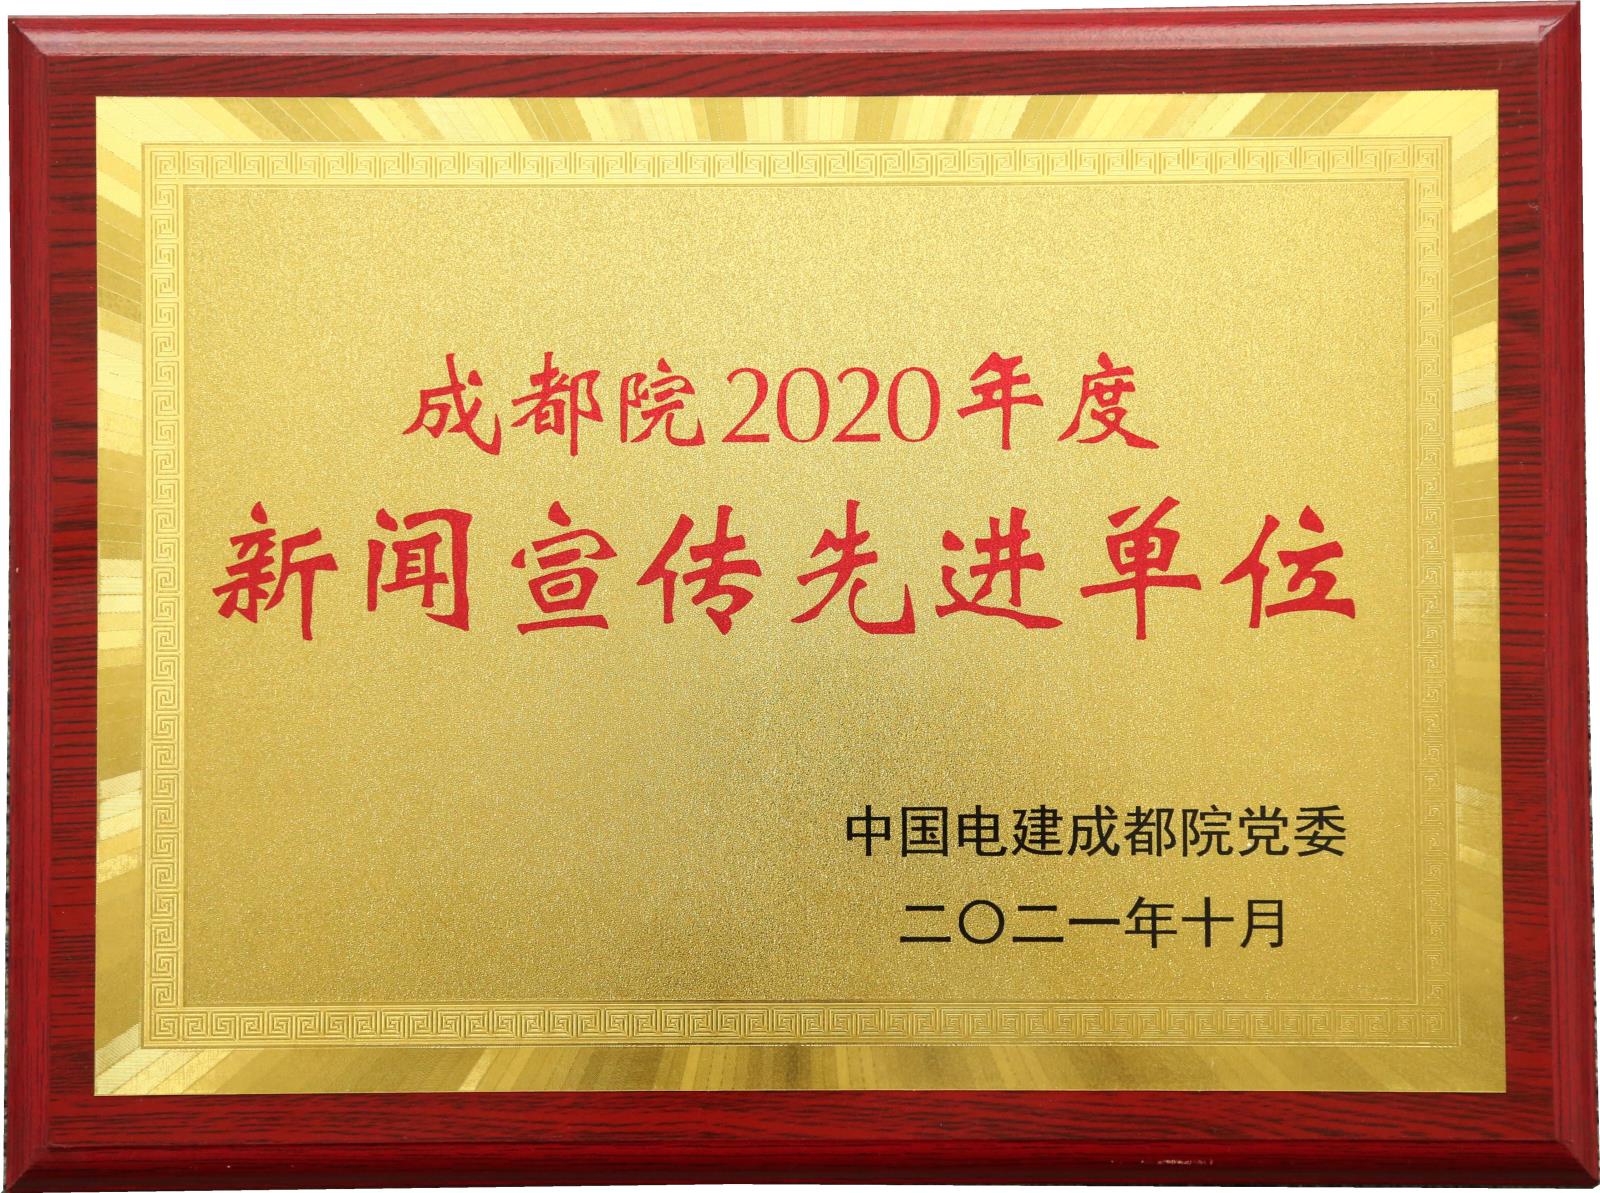 成都院2020年度
新闻宣传先进单位
中国电建成都院党委
二〇二一年十月